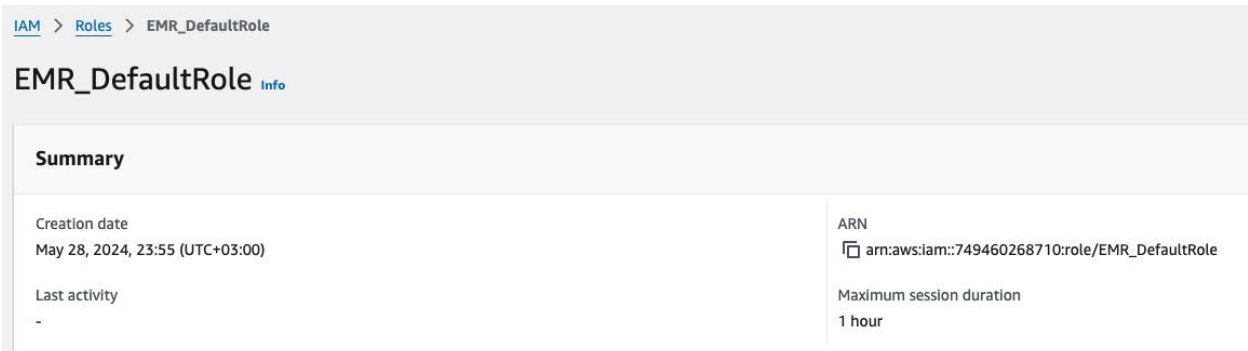 IAM > Roles > EMR_DefaultRole
EMR_DefaultRole Info
Summary
Creation date
May 28, 2024, 23:55 (UTC+03:00)
Last activity
-
ARN
arn:aws:iam::749460268710:role/EMR_DefaultRole
Maximum session duration
1 hour